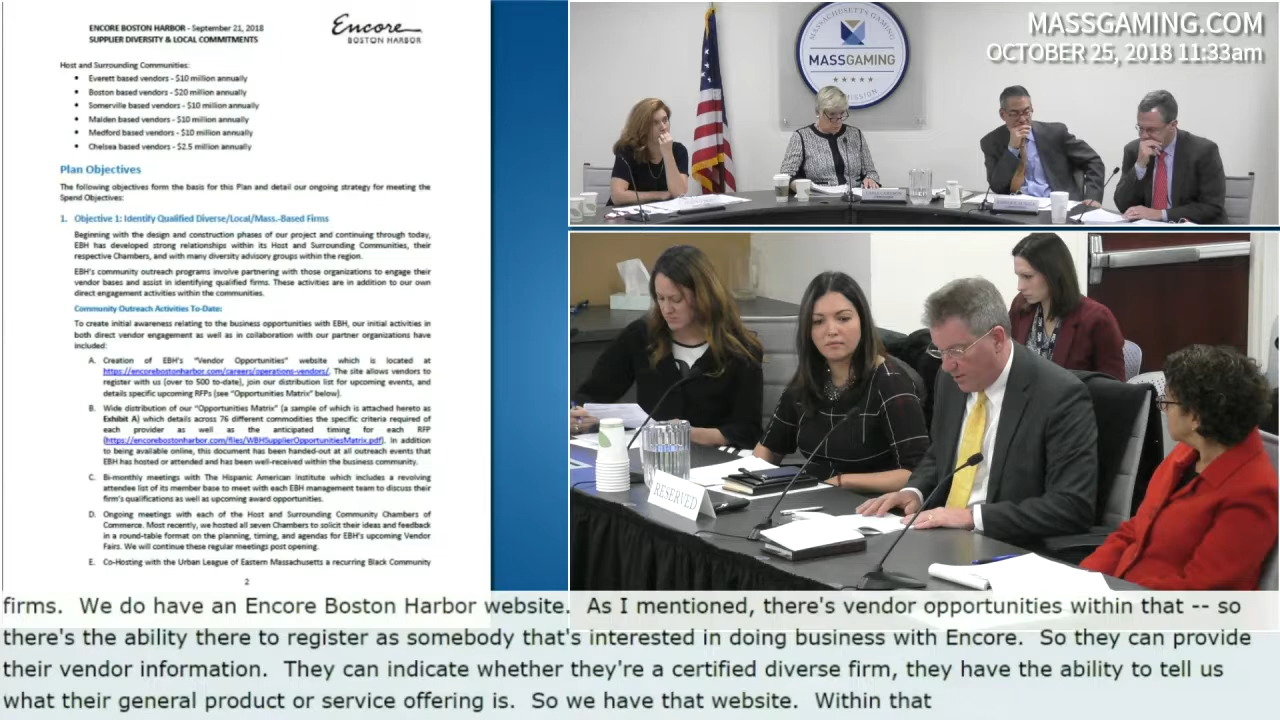 ENCORE BOSTON HARBOR - September 21, 2018
SUPPLIER DIVERSITY & LOCAL COMMITMENTS
Encore
BOSTON HARBOR
Host and Surrounding Communities:
• Everett based vendors - $10 million annually
• Boston based vendors - $20 million annually
• Somerville based vendors - $10 million annually
• Malden based vendors - $10 million annually
• Medford based vendors - $10 million annually
• Chelsea based vendors - $2.5 million annually
Plan Objectives
The following objectives form the basis for this Plan and detail our ongoing strategy for meeting the
Spend Objectives:
1. Objective 1: Identify Qualified Diverse/Local/Mass.-Based Firms
Beginning with the design and construction phases of our project and continuing through today,
EBH has developed strong relationships within its Host and Surrounding Communities, their
respective Chambers, and with many diversity advisory groups within the region.
EBH's community outreach programs involve partnering with those organizations to engage their
vendor bases and assist in identifying qualified firms. These activities are in addition to our own
direct engagement activities within the communities.
Community Outreach Activities To-Date:
To create initial awareness relating to the business opportunities with EBH, our initial activities in
both direct vendor engagement as well as in collaboration with our partner organizations have
included:
A. Creation of EBH's "Vendor Opportunities" website which is located at
https://encorebostonharbor.com/careers/operations-vendors/. The site allows vendors to
register with us (over 500 to-date), join our distribution list for upcoming events, and
details specific upcoming RFPs (see "Opportunities Matrix" below).
B. Wide distribution of our "Opportunities Matrix" (a sample of which is attached hereto as
Exhibit A) which details across 76 different commodities the specific criteria required of
each provider as well as the anticipated timing for each RFP
(https://encorebostonharbor.com/files/WBHSupplierOpportunitiesMatrix.pdf). In addition
to being available online, this document has been handed-out at all outreach events that
EBH has hosted or attended and has been well-received within the business community.
C. Bi-monthly meetings with The Hispanic American Institute which includes a revolving
attendee list of its member base to meet with each EBH management team to discuss their
firm's qualifications as well as upcoming award opportunities.
D. Ongoing meetings with each of the Host and Surrounding Community Chambers of
Commerce. Most recently, we hosted all seven Chambers to solicit their ideas and feedback
in a round-table format on the planning, timing, and agendas for EBH's upcoming Vendor
Fairs. We will continue these regular meetings post opening.
E. Co-Hosting with the Urban League of Eastern Massachusetts a recurring Black Community
2
MASSACHUSETTS GAMING
MASSGAMING
MASSGAMING.COM
OCTOBER 25, 2018 11:33am
RESERVED
firms. We do have an Encore Boston Harbor website. As I mentioned, there's vendor opportunities within that -- so
there's the ability there to register as somebody that's interested in doing business with Encore. So they can provide
their vendor information. They can indicate whether they're a certified diverse firm, they have the ability to tell us
what their general product or service offering is. So we have that website. Within that